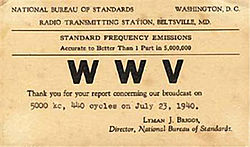 NATIONAL BUREAU OF STANDARDS WASHINGTON, D. C.
RADIO TRANSMITTING STATION, BELTSVILLE, MD.
STANDARD FREQUENCY EMISSIONS
Accurate to Better Than 1 Part in 5,000,000
WWV
Thank you for your report concerning our broadcast on
5000 kc, 440 cycles on July 23, 1940.
LYMAN J. BRIGGS,
Director, National Bureau of Standards.